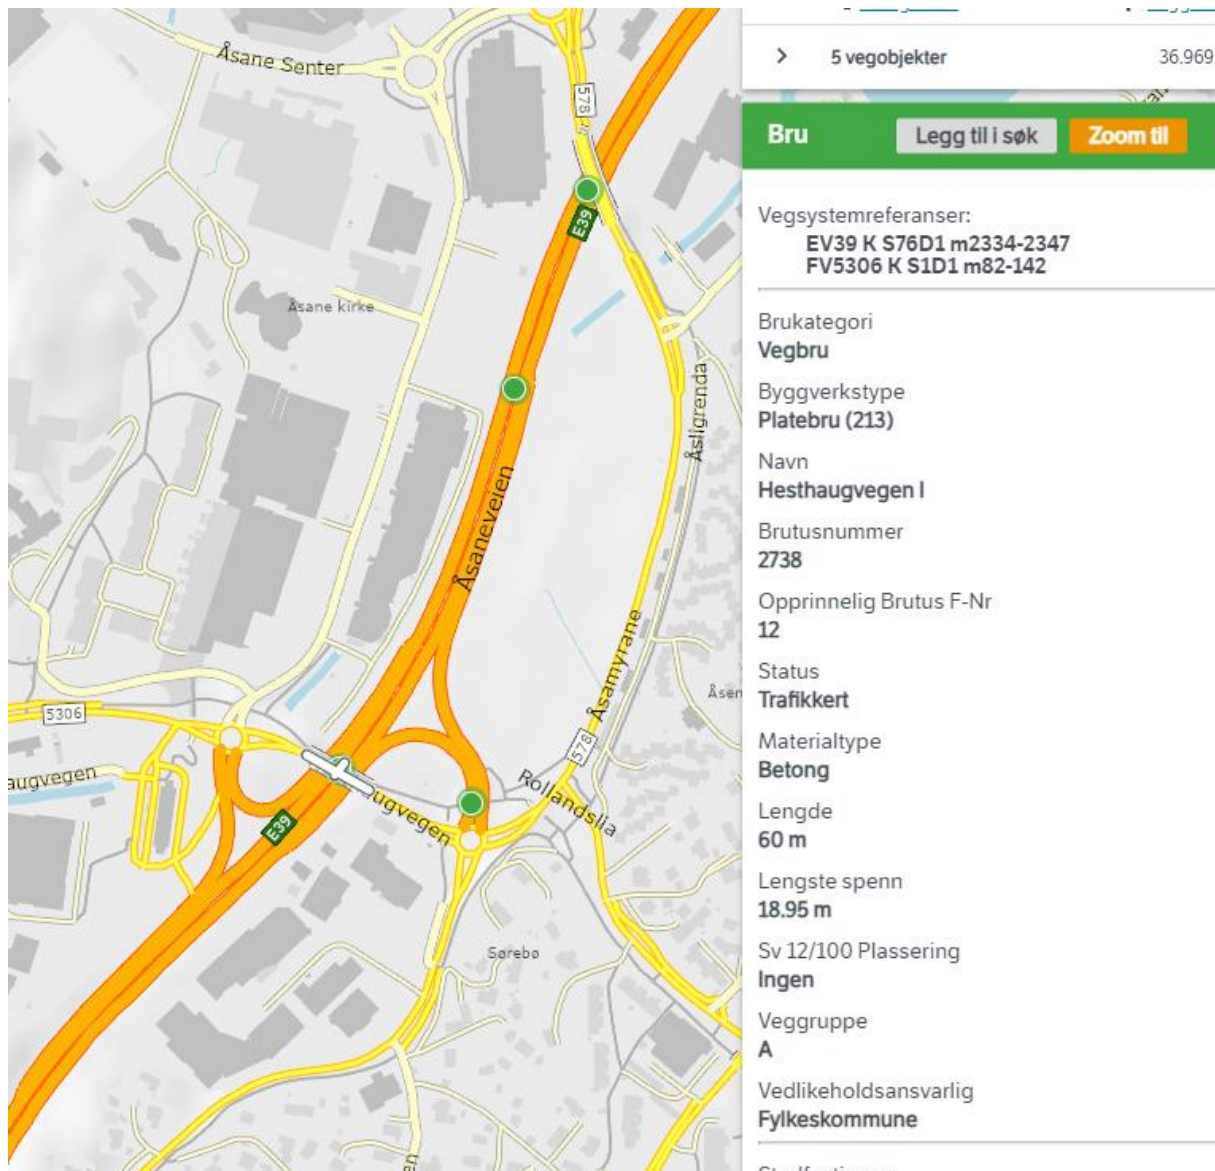 Åsane Senter
578
E39
Åsane kirke
Åsligrenda
Åsaneveien
Åsamyrane
5306
578
augvegen
ugvegen
Rollandslia
E39
Sørebø
5 vegobjekter
36.969
Bru
Legg til i søk
Zoom til
Vegsystemreferanser:
EV39 K S76D1 m2334-2347
FV5306 K S1D1 m82-142
Brukategori
Vegbru
Byggverkstype
Platebru (213)
Navn
Hesthaugvegen I
Brutusnummer
2738
Opprinnelig Brutus F-Nr
12
Status
Trafikkert
Materialtype
Betong
Lengde
60 m
Lengste spenn
18.95 m
Sv 12/100 Plassering
Ingen
Veggruppe
A
Vedlikeholdsansvarlig
Fylkeskommune